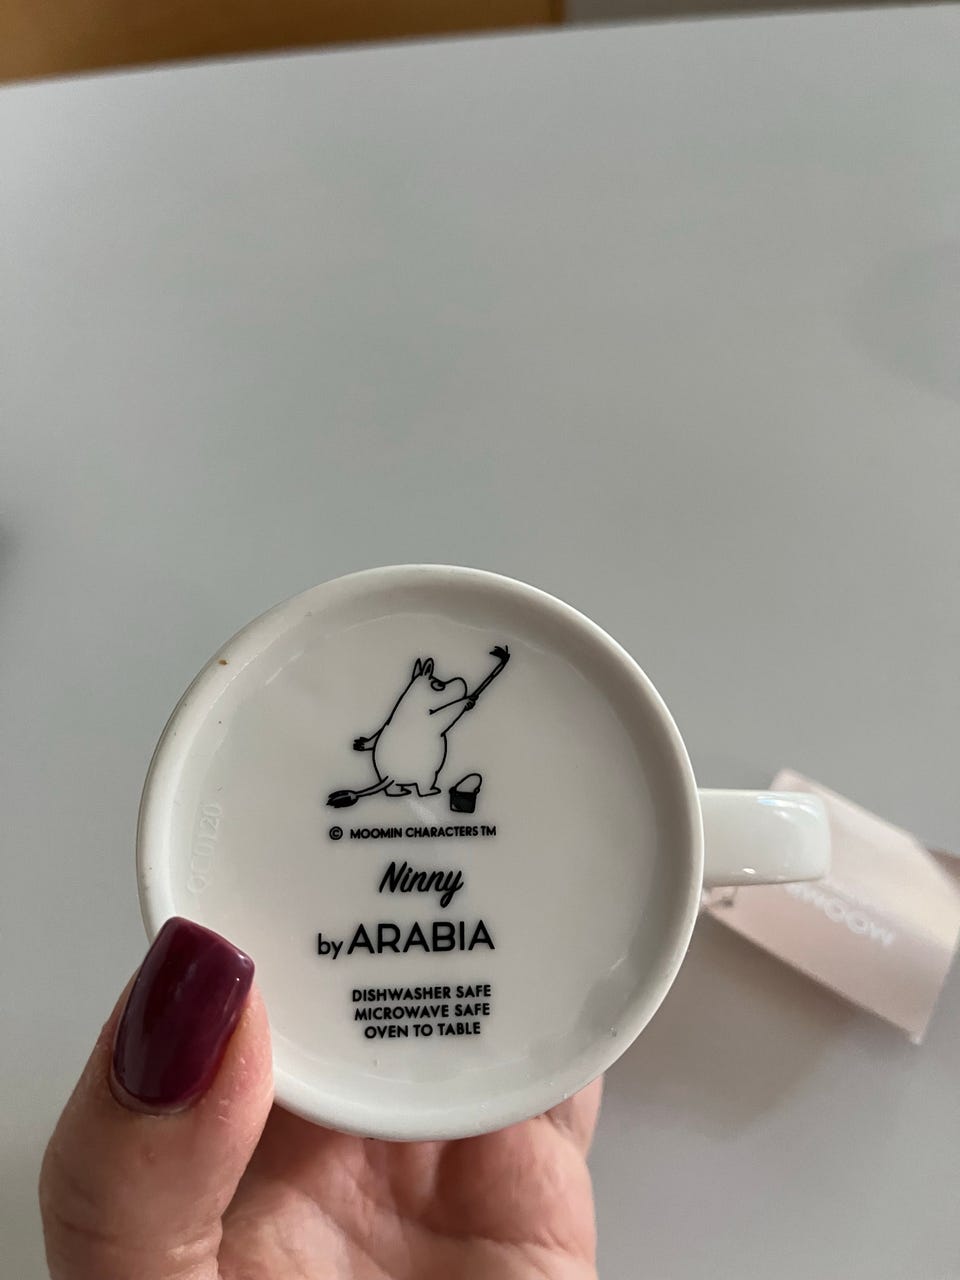 © MOOMIN CHARACTERS TM
Ninny
by ARABIA
DISHWASHER SAFE
MICROWAVE SAFE
OVEN TO TABLE